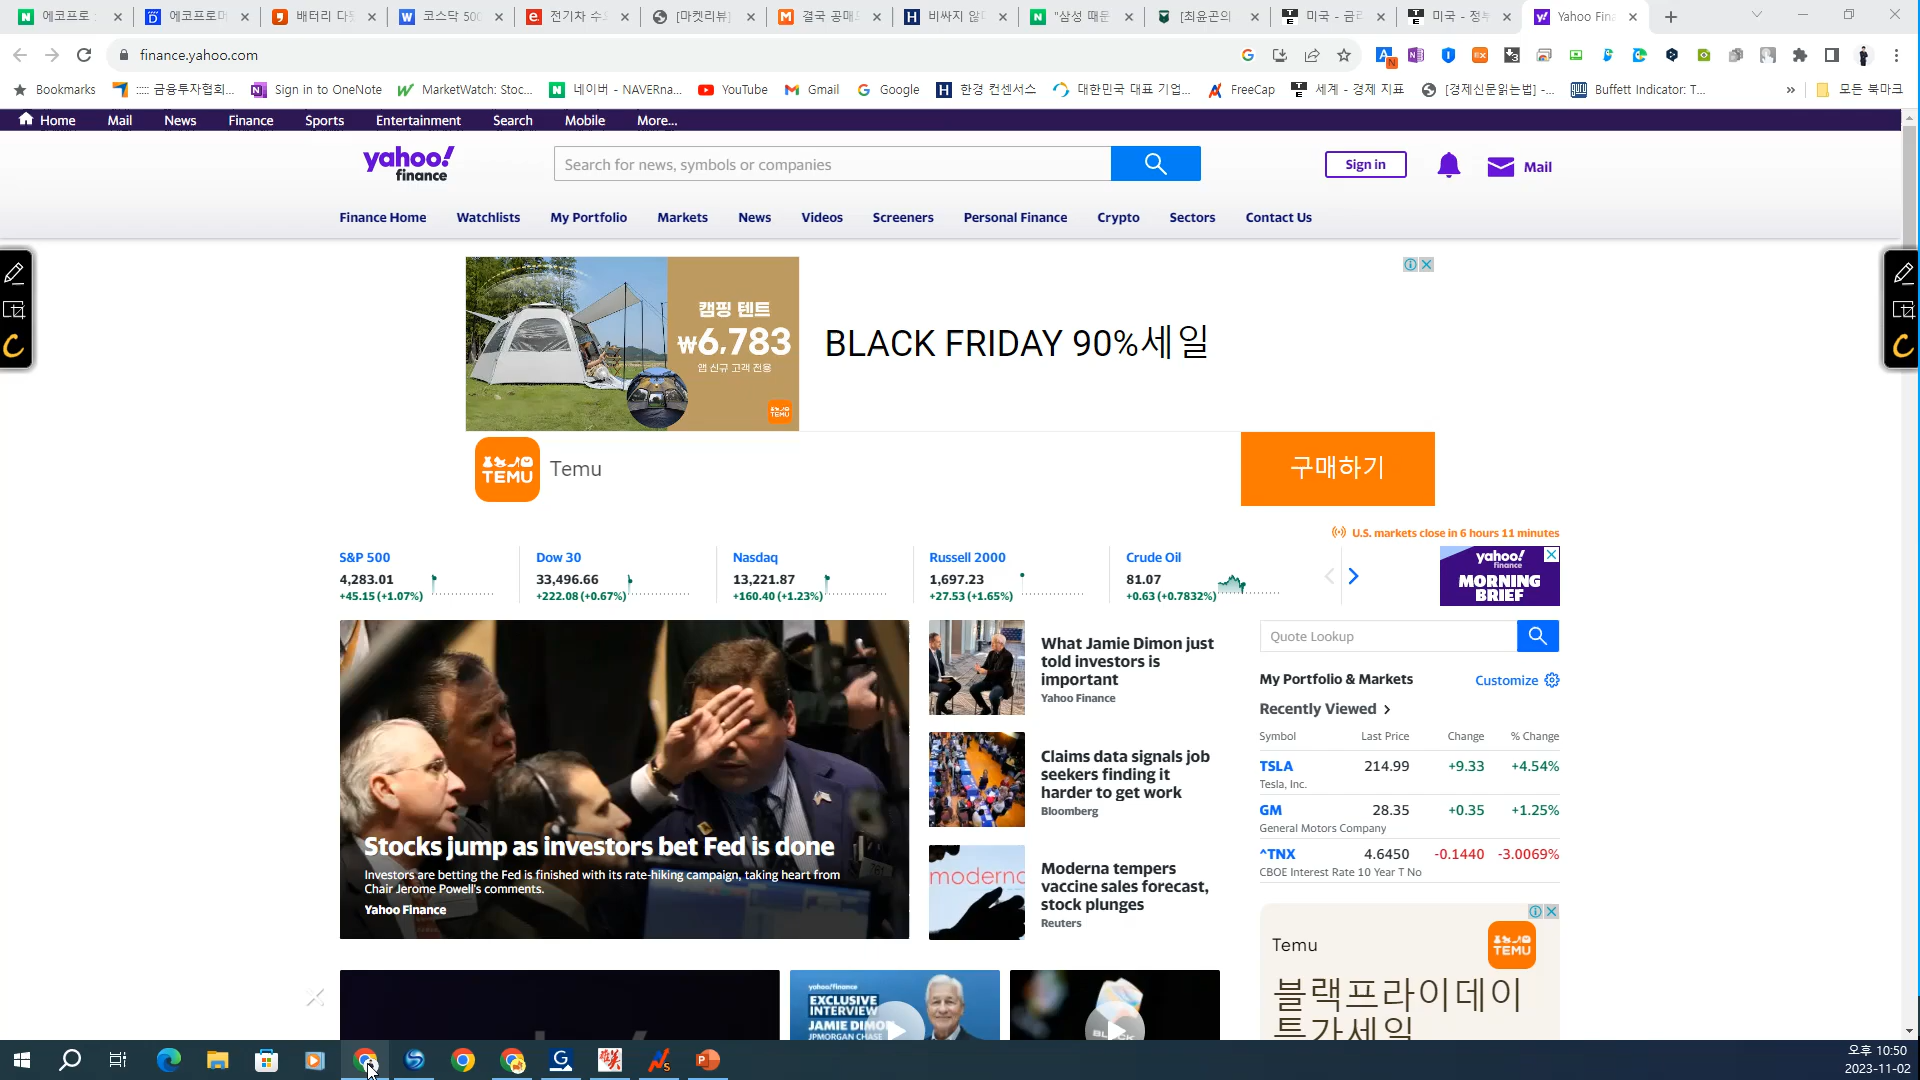 에코프로
에코프로머
배터리 다
코스닥 500
전기차 수
[마켓리뷰]
결국 공매
비싸지 않
"삼성 때문
[최윤곤의
미국 - 금리
미국 - 정부
Yahoo Fin
finance.yahoo.com
Bookmarks
::::: 금융투자협회...
Sign in to OneNote
MarketWatch: Stoc...
네이버 - NAVERna...
YouTube
Gmail
Google
한경 컨센서스
대한민국 대표 기업...
FreeCap
세계 - 경제 지표
[경제신문읽는법] -...
Buffett Indicator: T...
»
모든 북마크
Home Mail News Finance Sports Entertainment Search Mobile More...
yahoo!
finance
Search for news, symbols or companies
Sign in
Mail
Finance Home Watchlists My Portfolio Markets News Videos Screeners Personal Finance Crypto Sectors Contact Us
캠핑 텐트
₩6,783
앱 신규 고객 전용
TEMU
BLACK FRIDAY 90%세일
TEMU
Temu
구매하기
U.S. markets close in 6 hours 11 minutes
S&P 500
4,283.01
+45.15 (+1.07%)
Dow 30
33,496.66
+222.08 (+0.67%)
Nasdaq
13,221.87
+160.40 (+1.23%)
Russell 2000
1,697.23
+27.53 (+1.65%)
Crude Oil
81.07
+0.63 (+0.7832%)
yahoo!
finance
MORNING
BRIEF
Stocks jump as investors bet Fed is done
Investors are betting the Fed is finished with its rate-hiking campaign, taking heart from
Chair Jerome Powell's comments.
Yahoo Finance
What Jamie Dimon just
told investors is
important
Yahoo Finance
Claims data signals job
seekers finding it
harder to get work
Bloomberg
moderna
Moderna tempers
vaccine sales forecast,
stock plunges
Reuters
Quote Lookup
My Portfolio & Markets
Customize
Recently Viewed
Symbol Last Price Change % Change
TSLA 214.99 +9.33 +4.54%
Tesla, Inc.
GM 28.35 +0.35 +1.25%
General Motors Company
^TNX 4.6450 -0.1440 -3.0069%
CBOE Interest Rate 10 Year T No
Temu
TEMU
블랙프라이데이
특가세일
yahoo!finance
EXCLUSIVE
INTERVIEW
JAMIE DIMON
JPMORGAN CHASE
오후 10:50
2023-11-02